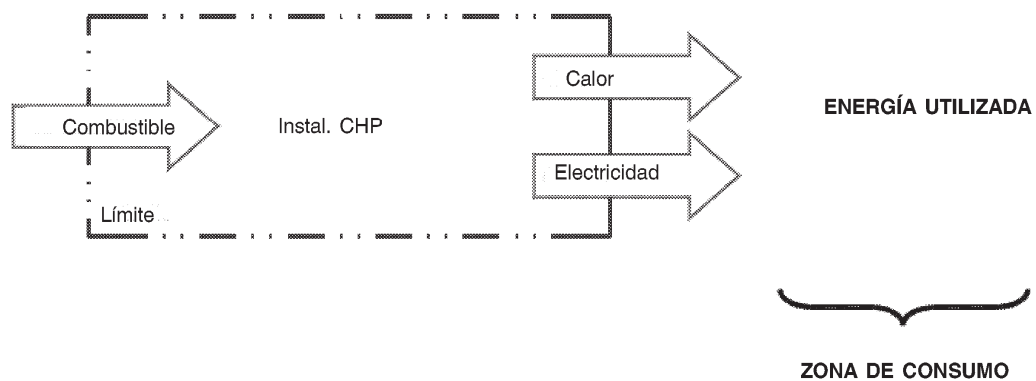 Combustible
Instal. CHP
Calor
Electricidad
Límite
ENERGÍA UTILIZADA
ZONA DE CONSUMO